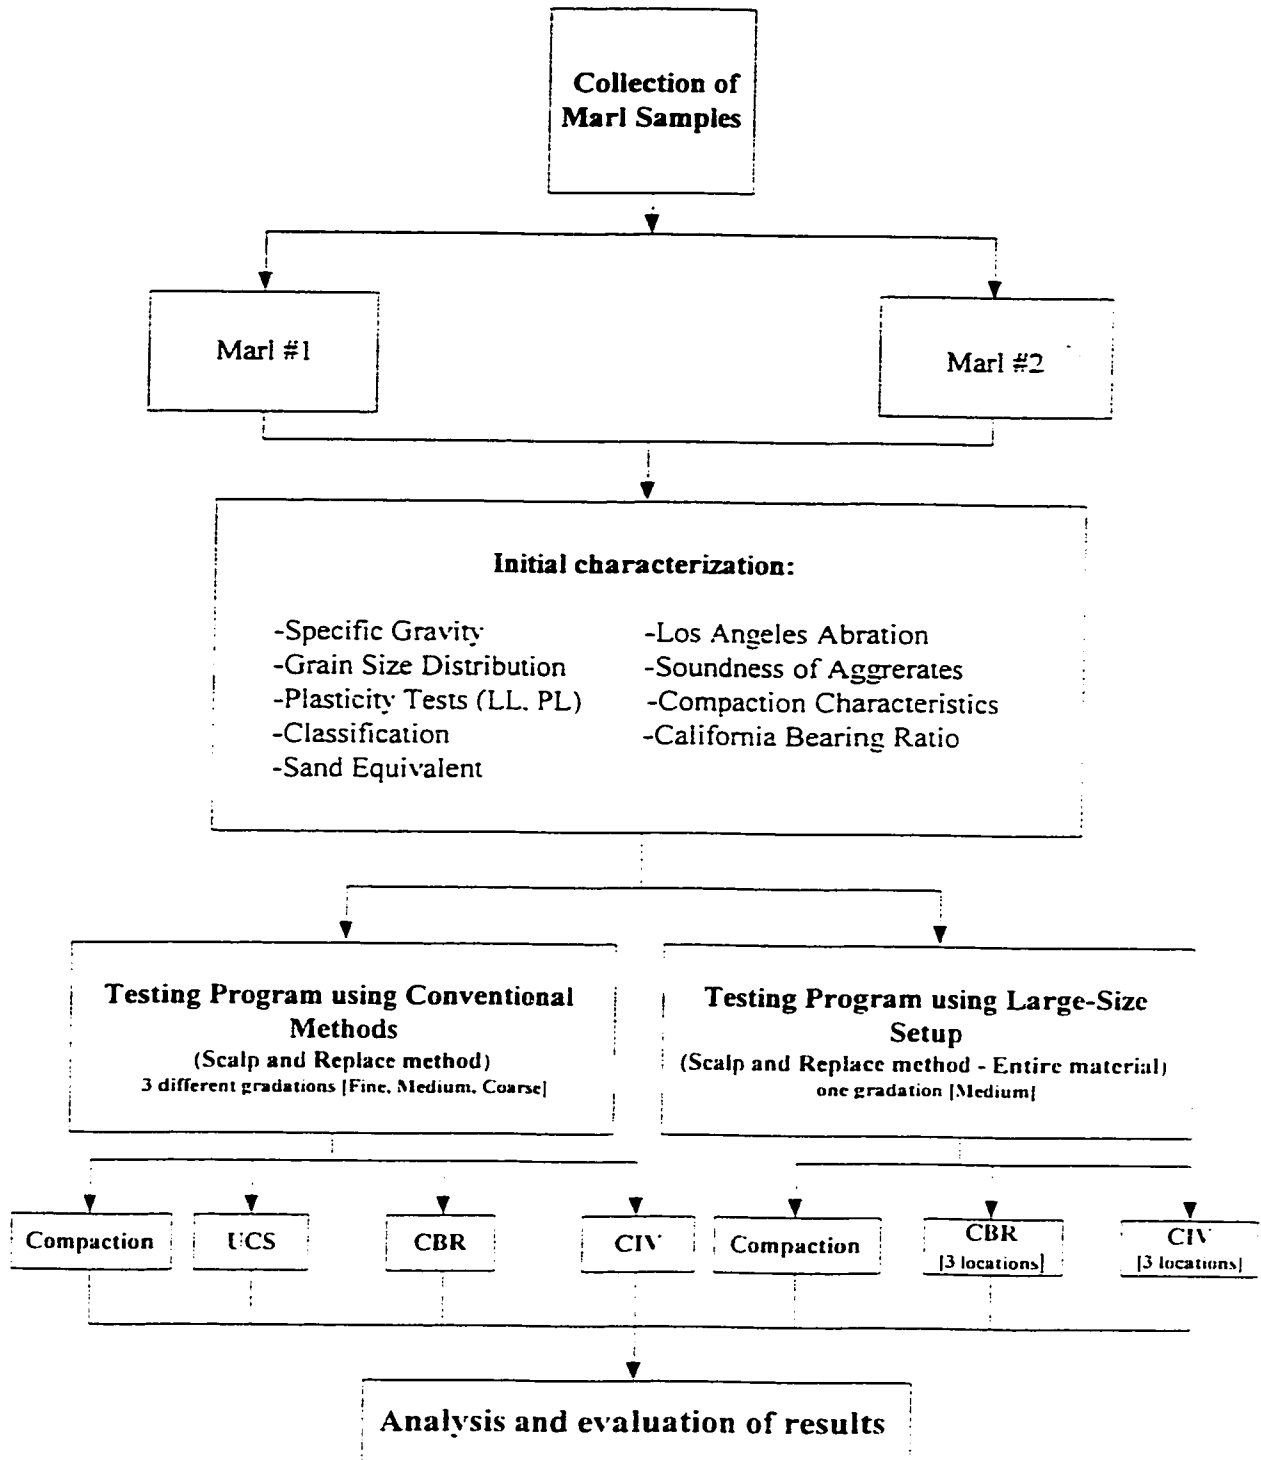 Collection of
Marl Samples
Marl #1
Marl #2
Initial characterization:
-Specific Gravity
-Grain Size Distribution
-Plasticity Tests (LL. PL)
-Classification
-Sand Equivalent
-Los Angeles Abration
-Soundness of Aggrerates
-Compaction Characteristics
-California Bearing Ratio
Testing Program using Conventional
Methods
(Scalp and Replace method)
3 different gradations [Fine, Medium, Coarse]
Testing Program using Large-Size
Setup
(Scalp and Replace method - Entire material)
one gradation [Medium]
Compaction
UCS
CBR
CIV
Compaction
CBR
[3 locations]
CIV
[3 locations]
Analysis and evaluation of results